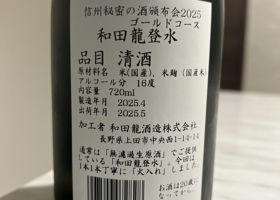 信州秘密の酒頒布会2025
ゴールドコース
和田龍登水
品目 清酒
原材料名 米(国産)、米麹(国産米)
アルコール分 16度
内容量 720ml
製造年月 2025.4
出荷年月 2025.5
加工者 和田龍酒造株式会社
長野県上田市中央西1-14-14
通常は「無濾過生原酒」で提供
している「和田龍登水」。今回は
1本1本丁寧に「火入れ」しました。
お酒は20歳に
なってから。